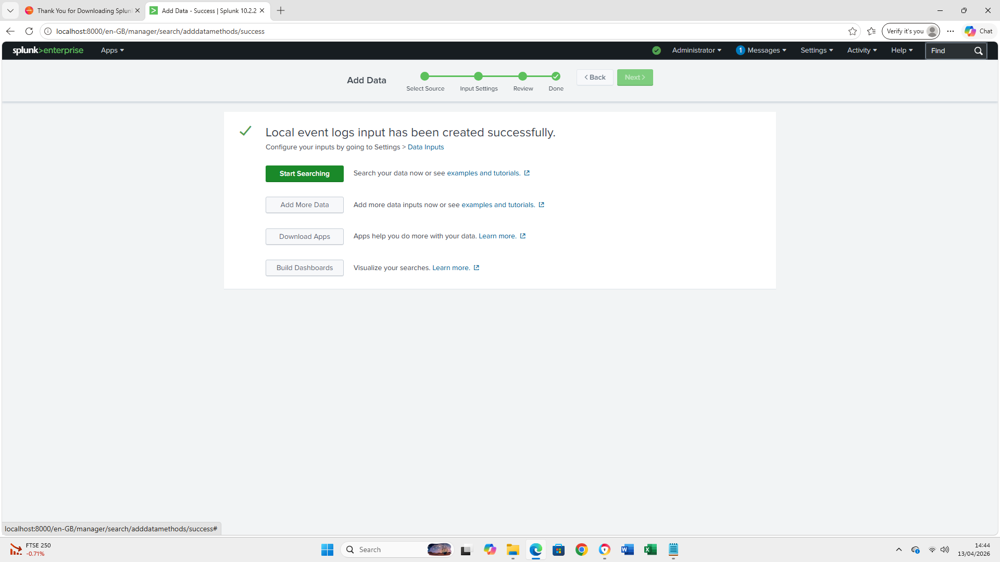 Thank You for Downloading Splun
Add Data - Success | Splunk 10.2.2
localhost:8000/en-GB/manager/search/adddatamethods/success
Verify it's you
Chat
splunk>enterprise
Apps
Administrator
1 Messages
Settings
Activity
Help
Find
Add Data
Select Source
Input Settings
Review
Done
< Back
Next >
Local event logs input has been created successfully.
Configure your inputs by going to Settings > Data Inputs
Start Searching
Search your data now or see examples and tutorials.
Add More Data
Add more data inputs now or see examples and tutorials.
Download Apps
Apps help you do more with your data. Learn more.
Build Dashboards
Visualize your searches. Learn more.
localhost:8000/en-GB/manager/search/adddatamethods/success#
FTSE 250
-0.71%
Search
14:44
13/04/2026